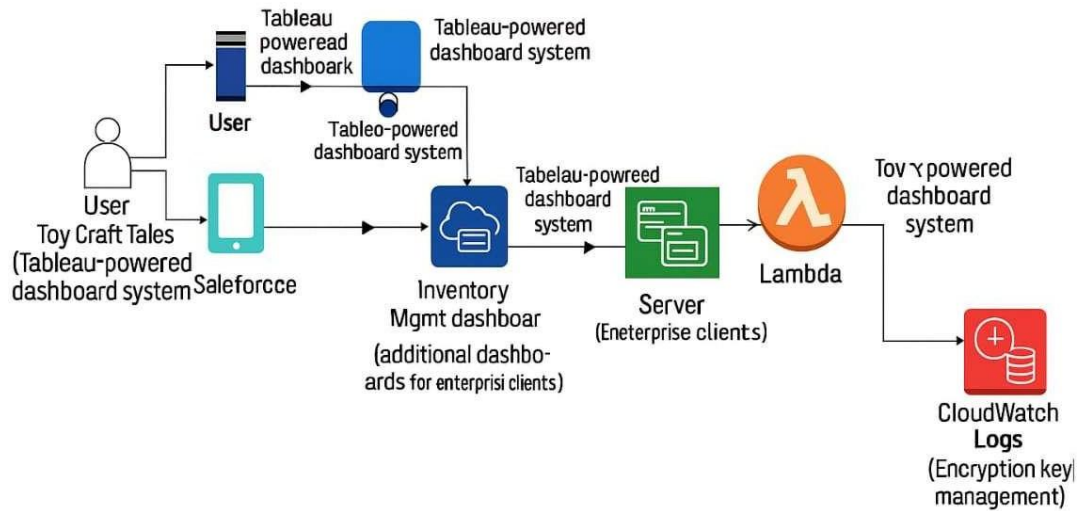 Tableau
poweread
dashboark
Tableau-powered
dashboard system
User
Tableo-powered
dashboard system
User
Toy Craft Tales
(Tableau-powered
dashboard system
Saleforcce
Tabelau-powreed
dashboard
system
Inventory
Mgmt dashboar
(additional dashbo-
ards for enterprisi clients)
Server
(Eneterprise clients)
Lambda
powered
dashboard
system
CloudWatch
Logs
(Encryption key
management)